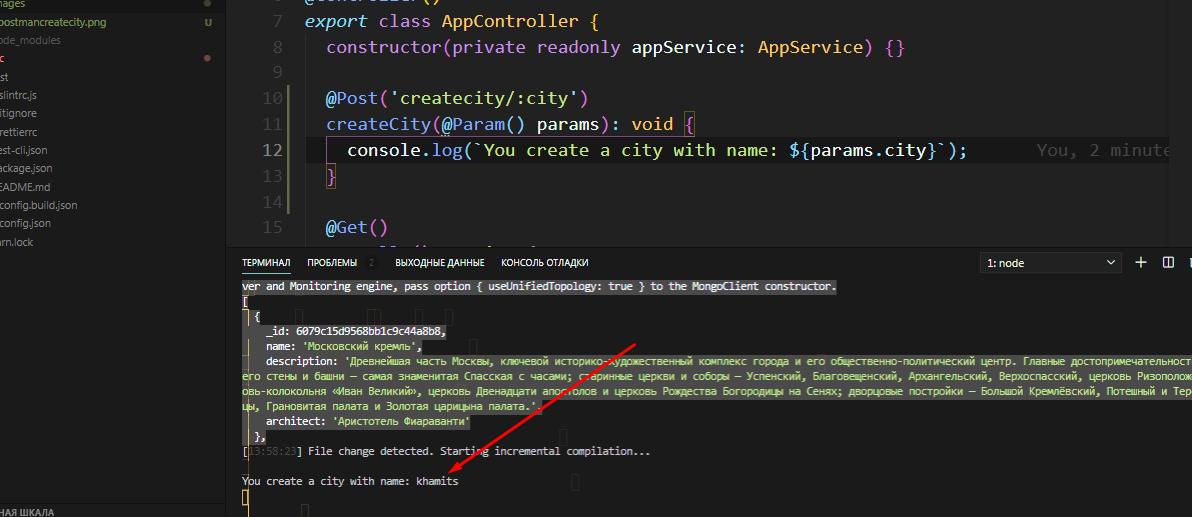 nages
postmancreatecity.png U
ode_modules
c
st
slintrc.js
itignore
rettierrc
est-cli.json
ackage.json
EADME.md
config.build.json
config.json
arn.lock
НАЯ ШКАЛА
7 export class AppController {
8 constructor(private readonly appService: AppService) {}
9
10 @Post('createcity/:city')
11 createCity(@Param() params): void {
12 console.log(`You create a city with name: ${params.city}`); You, 2 minute
13 }
14
15 @Get()
ТЕРМИНАЛ ПРОБЛЕМЫ 2 ВЫХОДНЫЕ ДАННЫЕ КОНСОЛЬ ОТЛАДКИ 1: node
ver and Monitoring engine, pass option { useUnifiedTopology: true } to the MongoClient constructor.
[
{
_id: 6079c15d9568bb1c9c44a8b8,
name: 'Московский кремль',
description: 'Древнейшая часть Москвы, ключевой историко-художественный комплекс города и его общественно-политический центр. Главные достопримечательност
его стены и башни — самая знаменитая Спасская с часами; старинные церкви и соборы — Успенский, Благовещенский, Архангельский, Верхоспасский, церковь Ризополож
овь-колокольня «Иван Великий», церковь Двенадцати апостолов и церковь Рождества Богородицы на Сенях; дворцовые постройки — Большой Кремлёвский, Потешный и Тер
цы, Грановитая палата и Золотая царицына палата.',
architect: 'Аристотель Фиараванти'
},
[13:58:23] File change detected. Starting incremental compilation...
You create a city with name: khamits